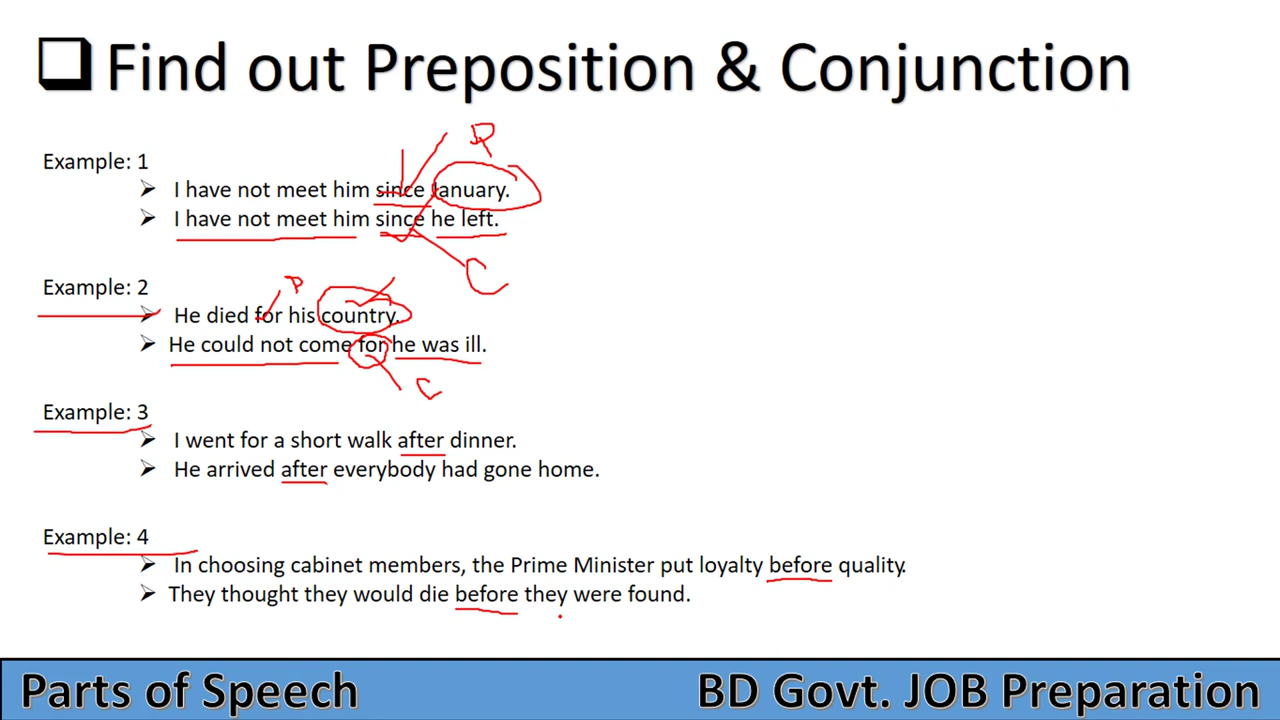 Find out Preposition & Conjunction
Example: 1
P
I have not meet him since January.
I have not meet him since he left.
C
Example: 2
P
He died for his country.
He could not come for he was ill.
C
Example: 3
I went for a short walk after dinner.
He arrived after everybody had gone home.
Example: 4
In choosing cabinet members, the Prime Minister put loyalty before quality.
They thought they would die before they were found.
Parts of Speech
BD Govt. JOB Preparation